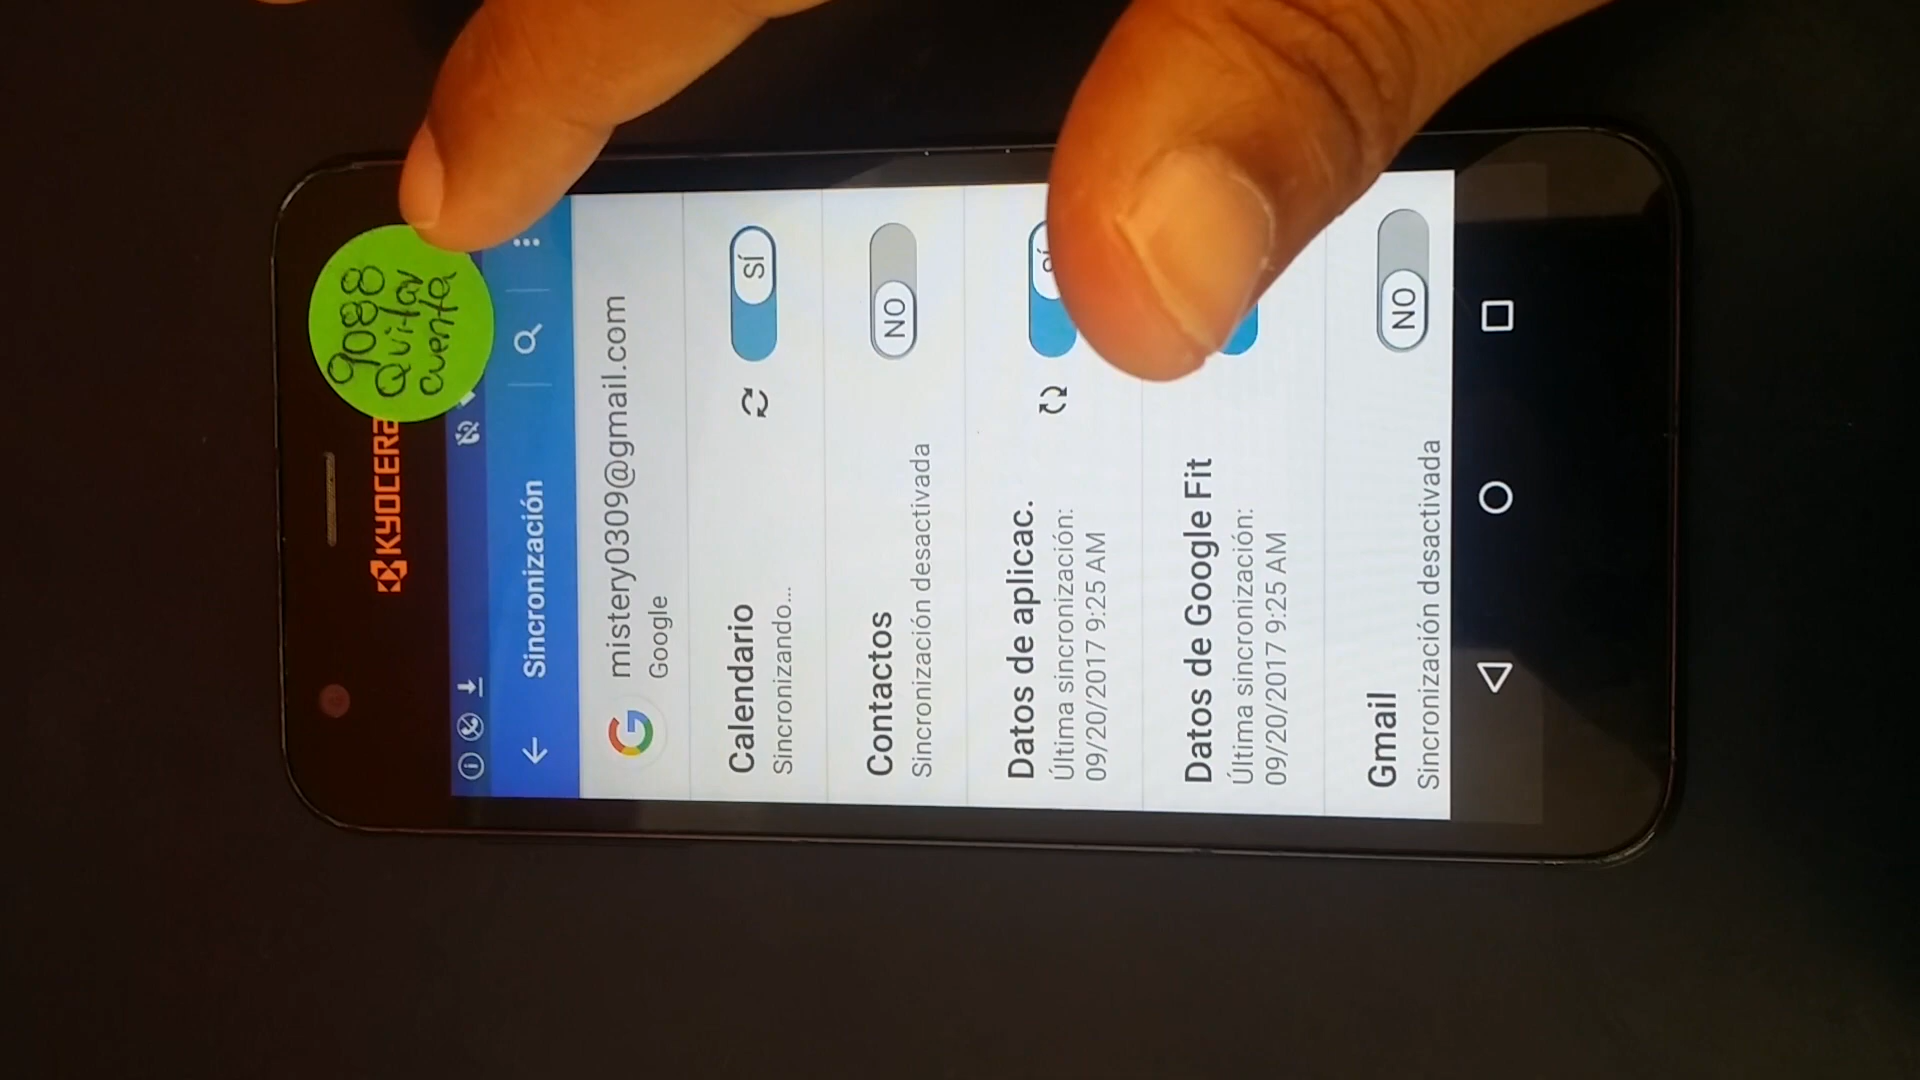 9088
Quitar
cuenta
KYOCERA
Sincronización
mistery0309@gmail.com
Google
Calendario
Sincronizando...
SÍ
Contactos
Sincronización desactivada
NO
Datos de aplicac.
Última sincronización:
09/20/2017 9:25 AM
SÍ
Datos de Google Fit
Última sincronización:
09/20/2017 9:25 AM
Gmail
Sincronización desactivada
NO